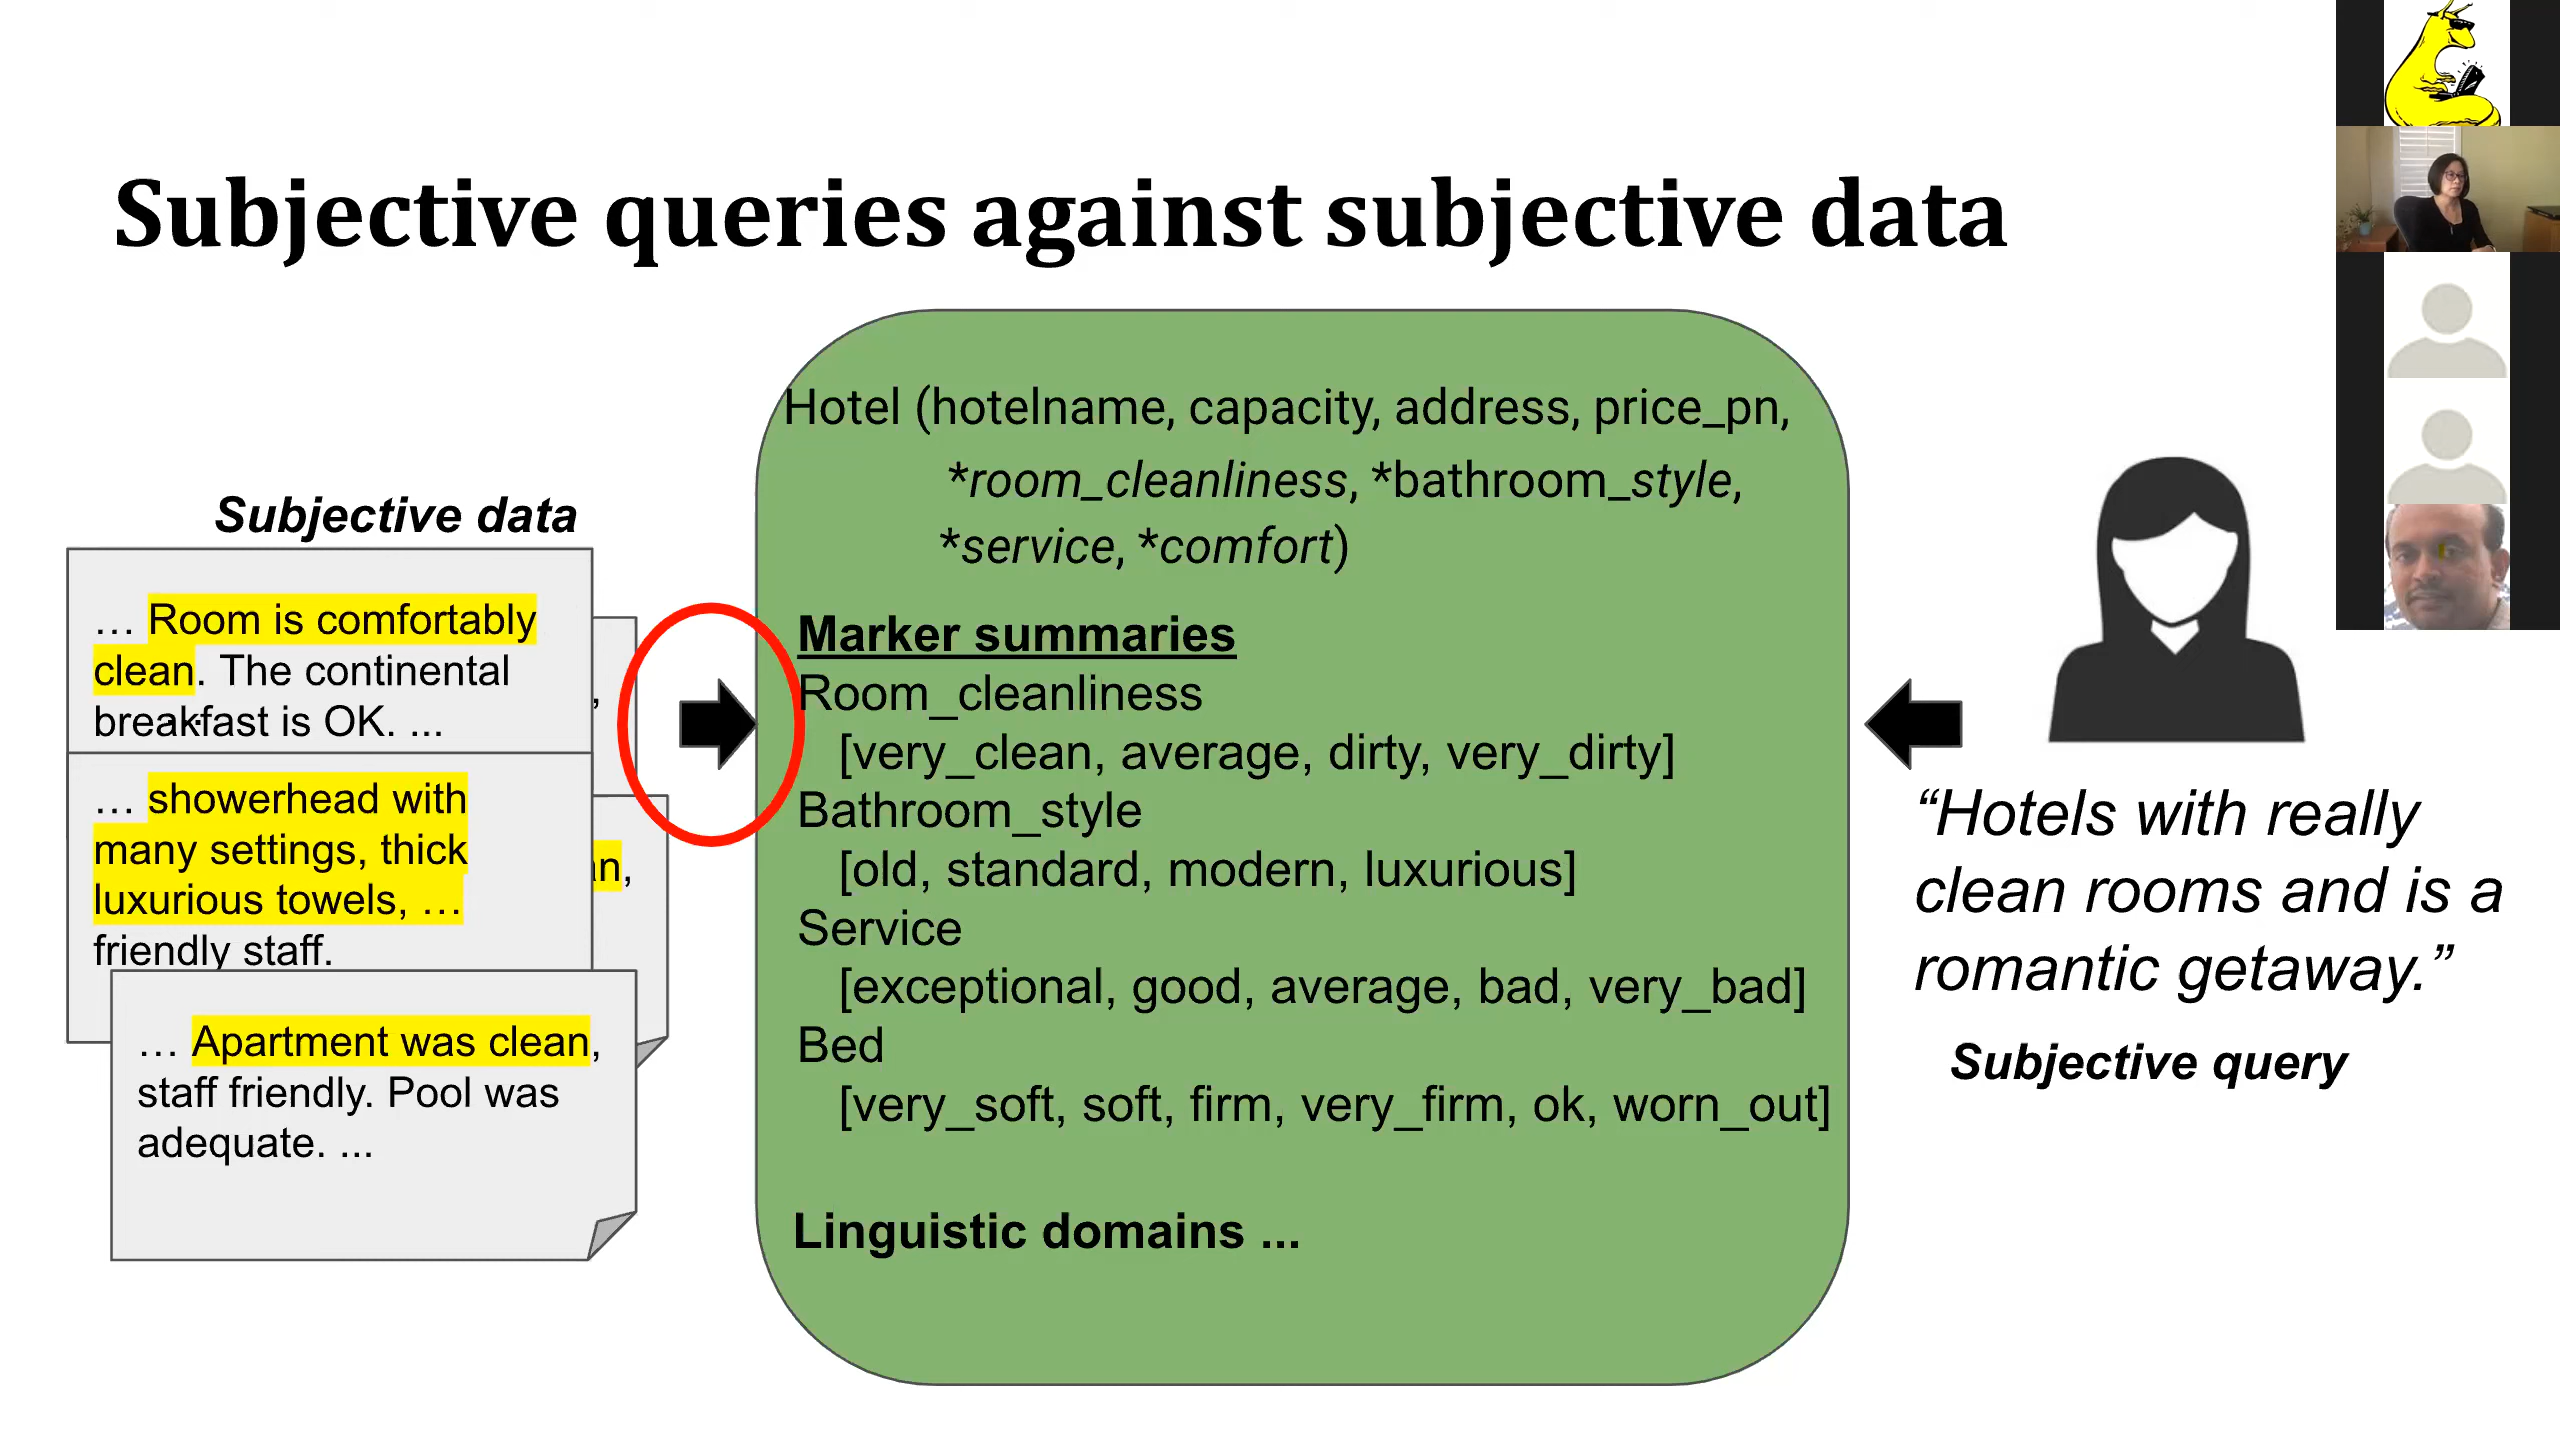 Subjective queries against subjective data
Subjective data
… Room is comfortably
clean. The continental
breakfast is OK. ...
… showerhead with
many settings, thick
luxurious towels, …
friendly staff.
… Apartment was clean,
staff friendly. Pool was
adequate. ...
Hotel (hotelname, capacity, address, price_pn,
*room_cleanliness, *bathroom_style,
*service, *comfort)
Marker summaries
Room_cleanliness
[very_clean, average, dirty, very_dirty]
Bathroom_style
[old, standard, modern, luxurious]
Service
[exceptional, good, average, bad, very_bad]
Bed
[very_soft, soft, firm, very_firm, ok, worn_out]
Linguistic domains ...
“Hotels with really
clean rooms and is a
romantic getaway.”
Subjective query